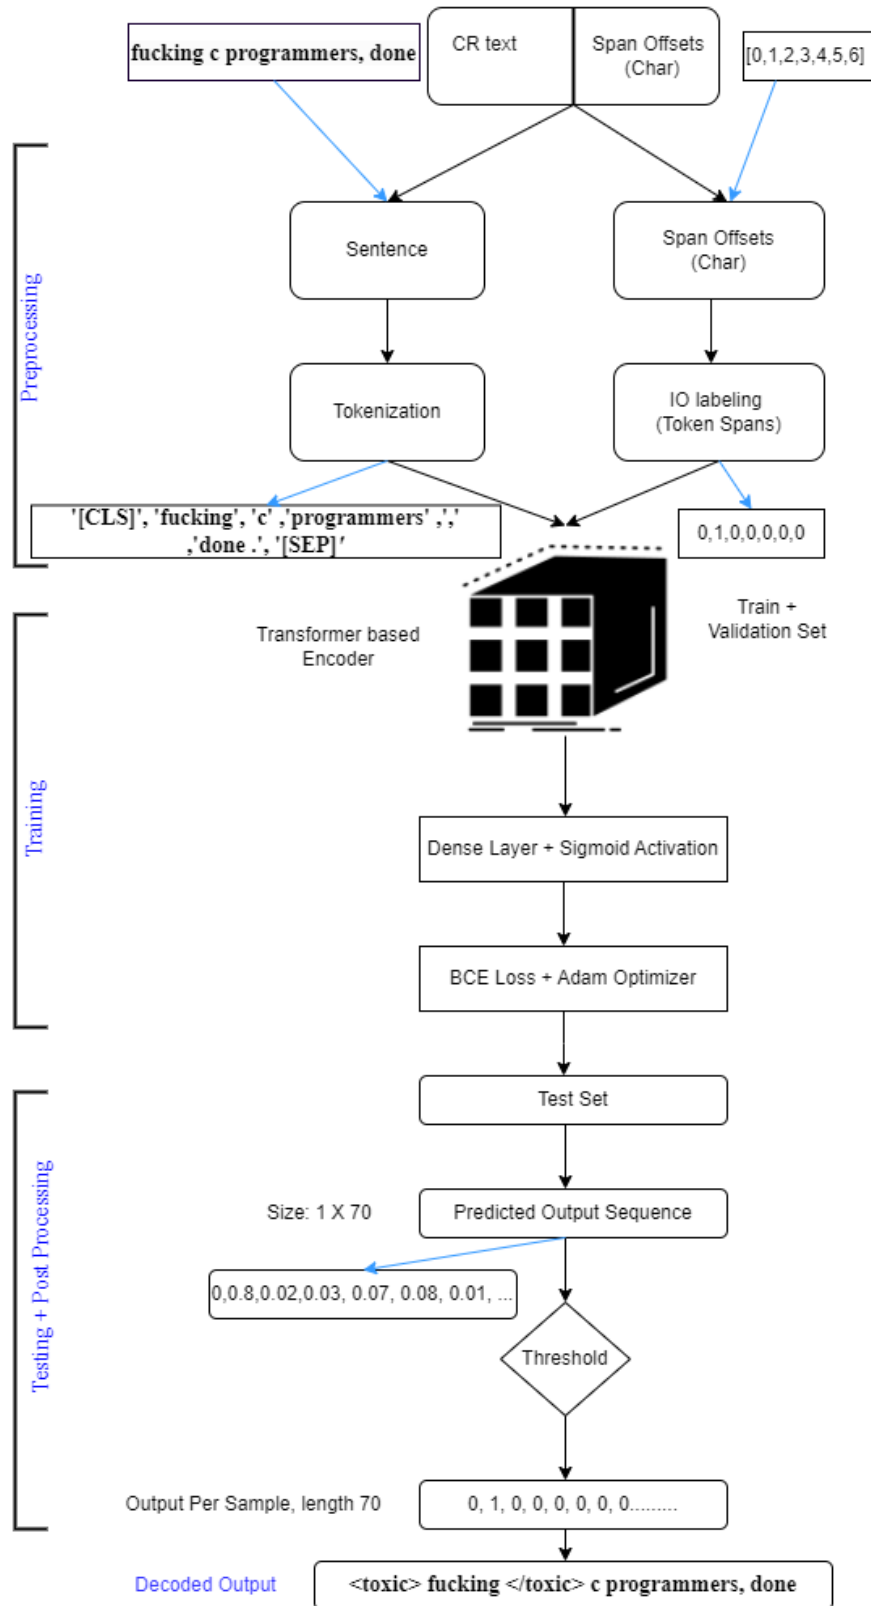 fucking c programmers, done
CR text
Span Offsets
(Char)
[0,1,2,3,4,5,6]
Preprocessing
Sentence
Span Offsets
(Char)
Tokenization
IO labeling
(Token Spans)
'[CLS]', 'fucking', 'c' ,'programmers' ,','
,'done .', '[SEP]'
0,1,0,0,0,0,0
Training
Transformer based
Encoder
Train +
Validation Set
Dense Layer + Sigmoid Activation
BCE Loss + Adam Optimizer
Testing + Post Processing
Test Set
Size: 1 X 70
Predicted Output Sequence
0,0.8,0.02,0.03, 0.07, 0.08, 0.01, ...
Threshold
Output Per Sample, length 70
0, 1, 0, 0, 0, 0, 0, 0.........
Decoded Output
<toxic> fucking </toxic> c programmers, done